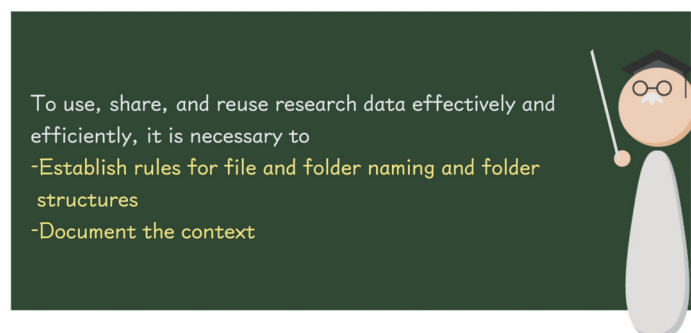 To use, share, and reuse research data effectively and
efficiently, it is necessary to
-Establish rules for file and folder naming and folder
structures
-Document the context